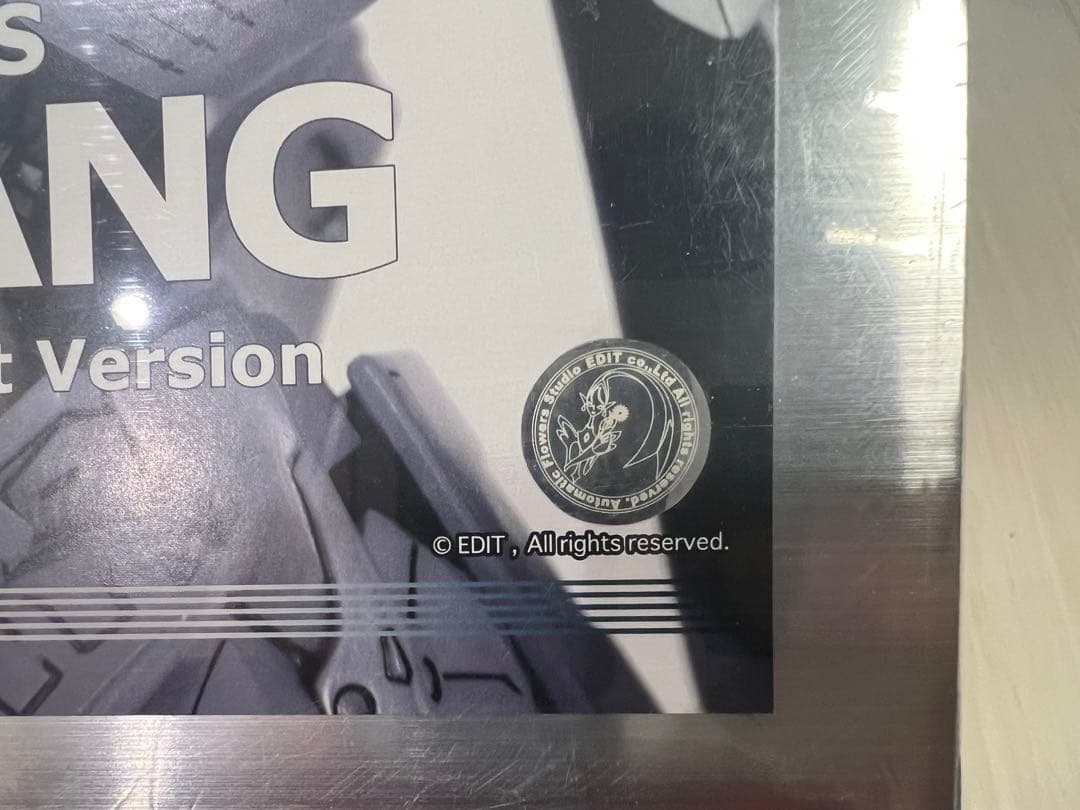 s
ANG
t Version
Automatic Flowers Studio EDIT co.,Ltd All rights reserved.
© EDIT , All rights reserved.